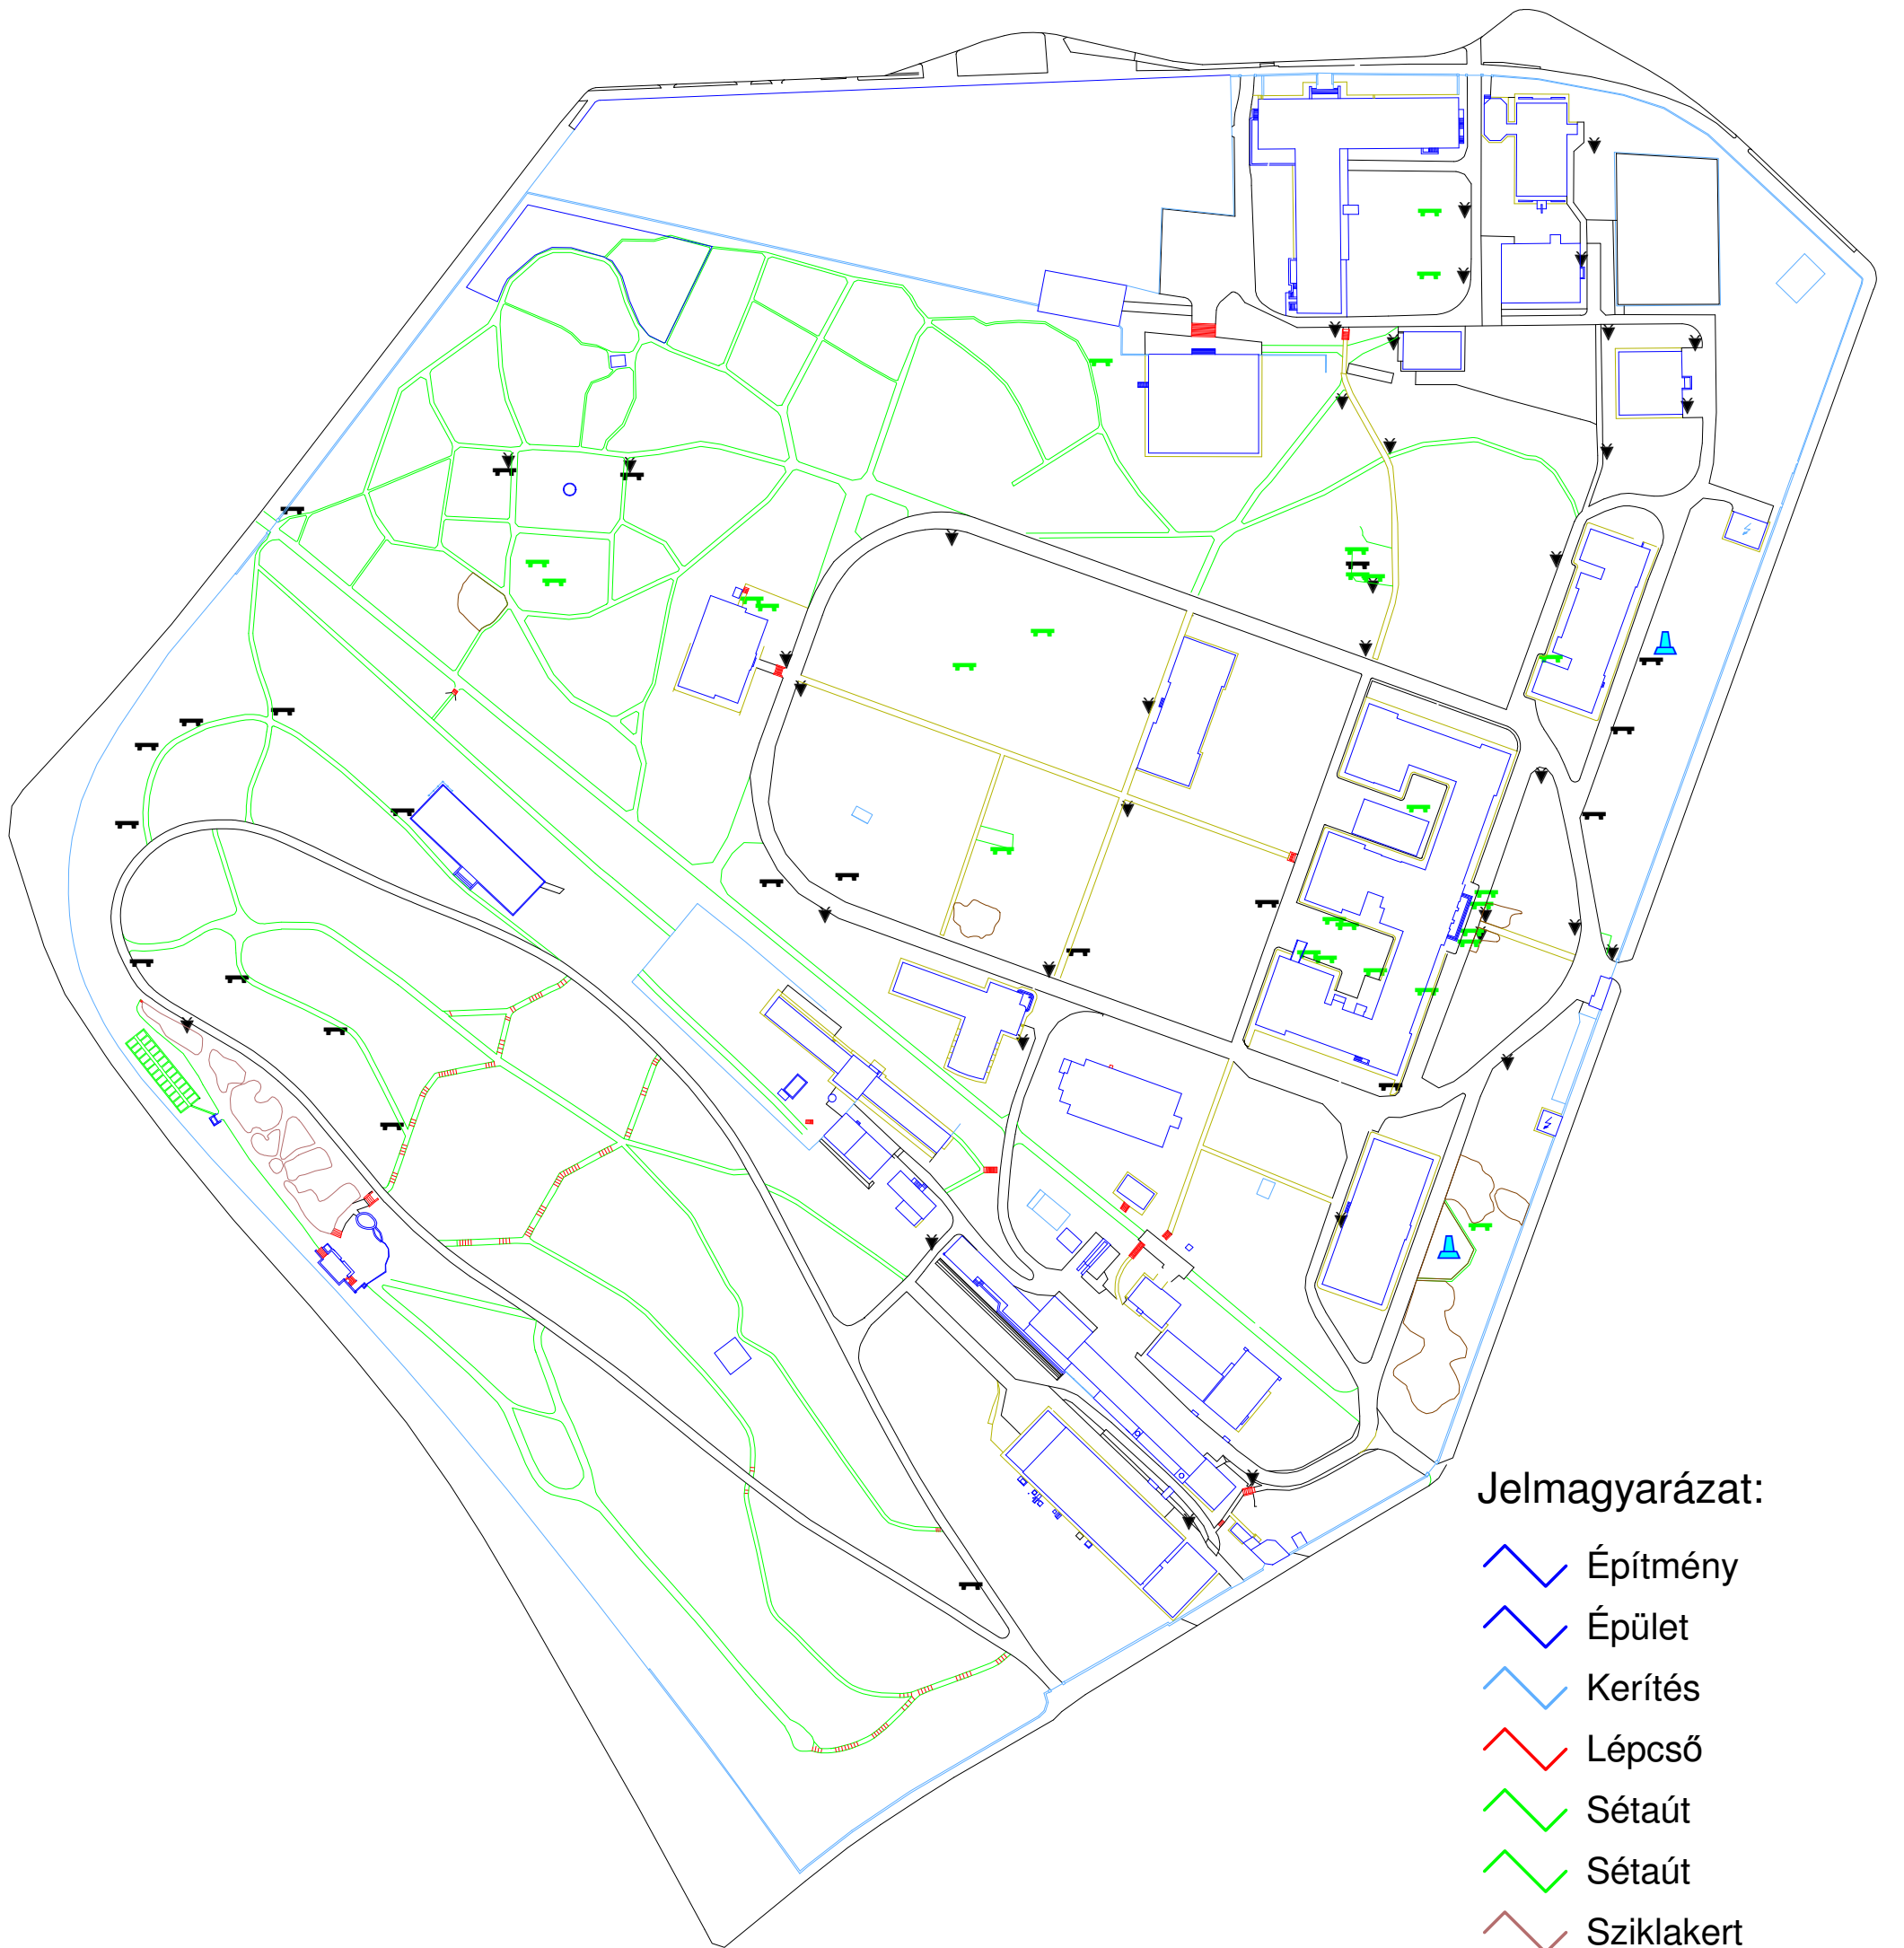 Jelmagyarázat:
Építmény
Épület
Kerítés
Lépcső
Sétaút
Sétaút
Sziklakert